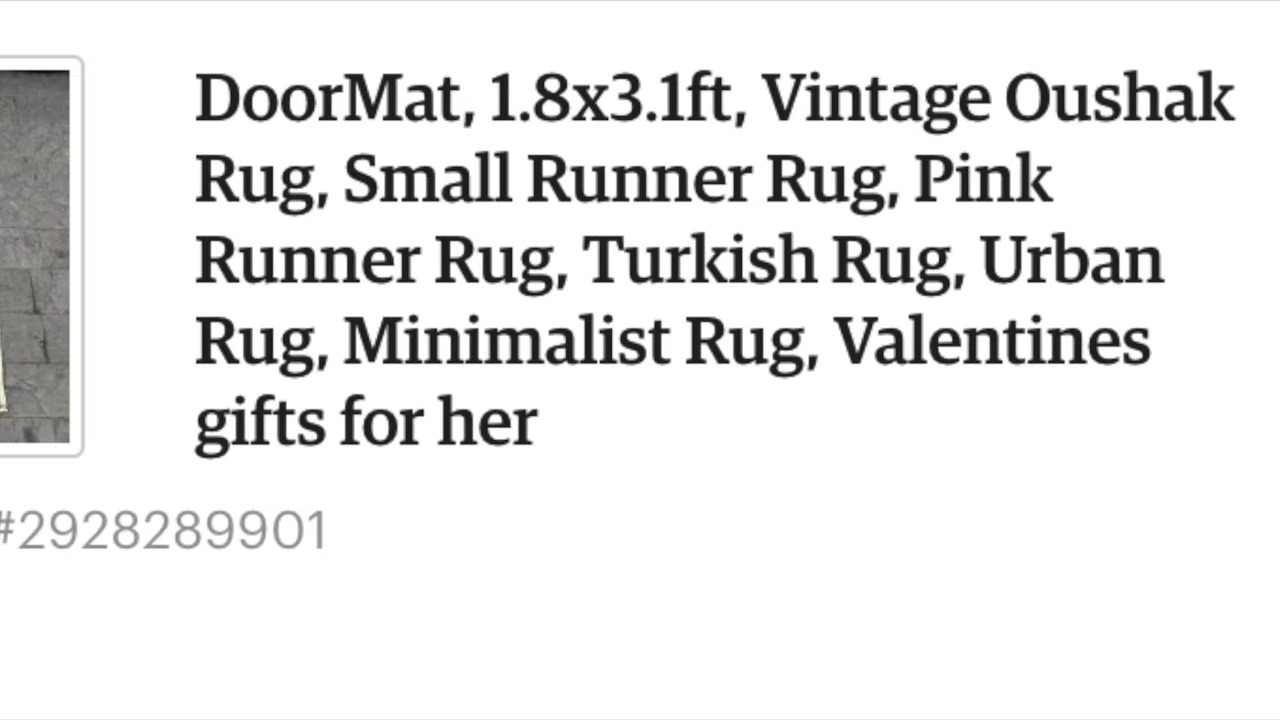 DoorMat, 1.8x3.1ft, Vintage Oushak
Rug, Small Runner Rug, Pink
Runner Rug, Turkish Rug, Urban
Rug, Minimalist Rug, Valentines
gifts for her
#2928289901